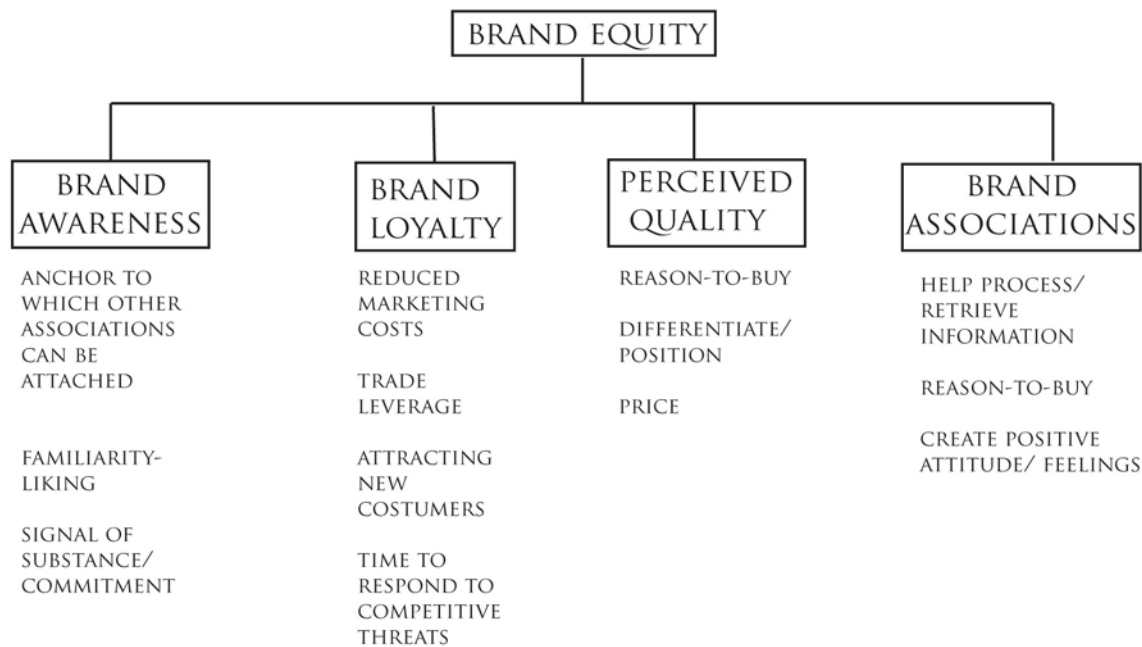 BRAND EQUITY
BRAND
AWARENESS
ANCHOR TO
WHICH OTHER
ASSOCIATIONS
CAN BE
ATTACHED
FAMILIARITY-
LIKING
SIGNAL OF
SUBSTANCE/
COMMITMENT
BRAND
LOYALTY
REDUCED
MARKETING
COSTS
TRADE
LEVERAGE
ATTRACTING
NEW
COSTUMERS
TIME TO
RESPOND TO
COMPETITIVE
THREATS
PERCEIVED
QUALITY
REASON-TO-BUY
DIFFERENTIATE/
POSITION
PRICE
BRAND
ASSOCIATIONS
HELP PROCESS/
RETRIEVE
INFORMATION
REASON-TO-BUY
CREATE POSITIVE
ATTITUDE/ FEELINGS